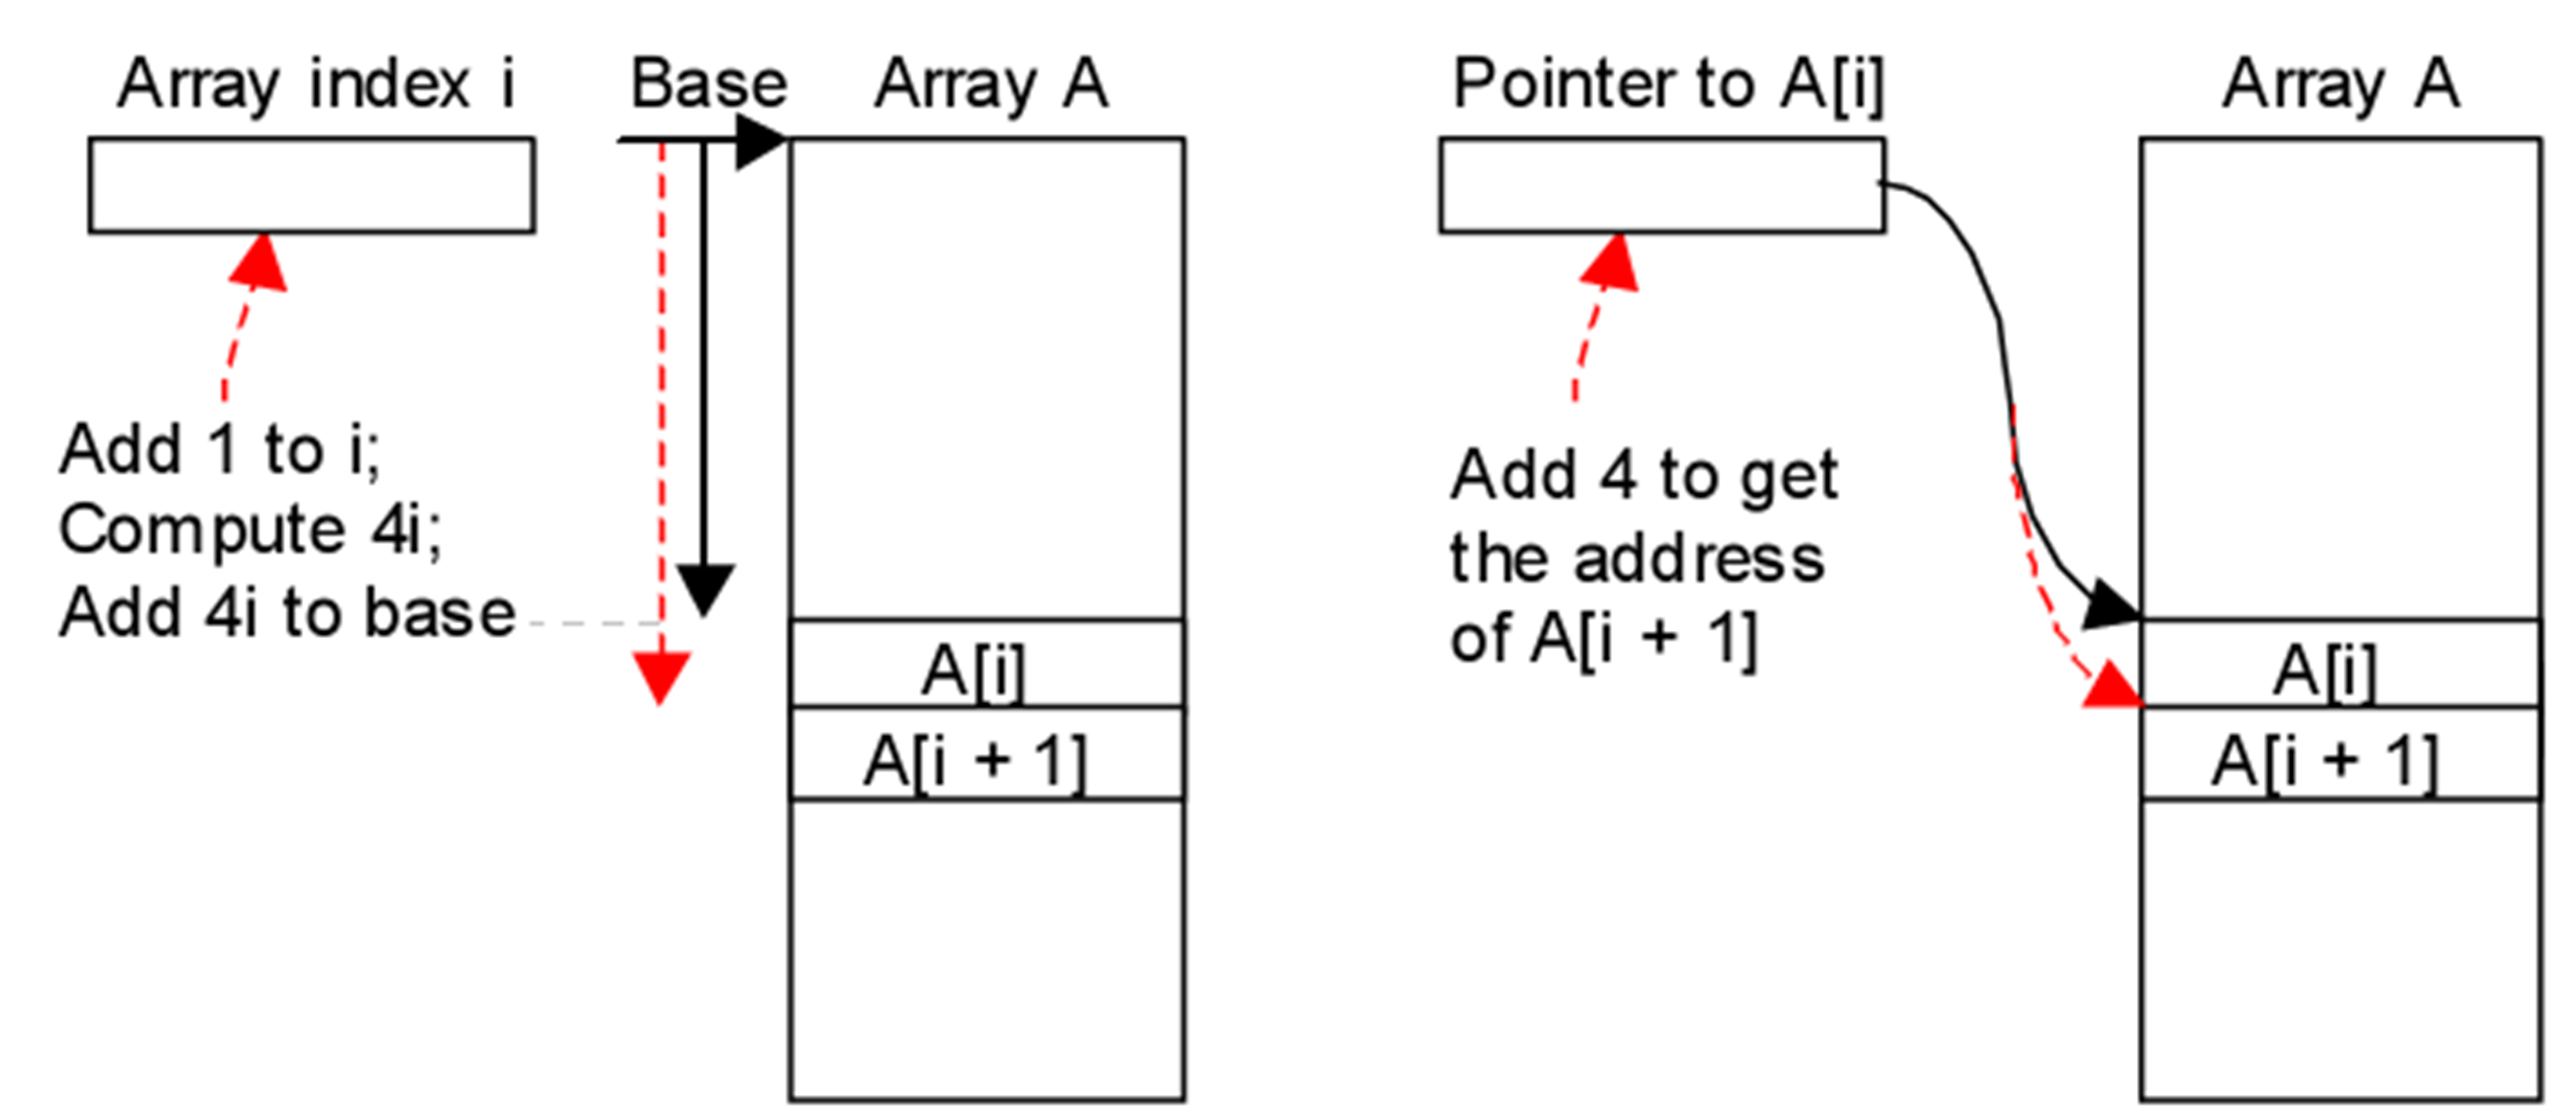 Array index i
Base
Array A
Add 1 to i;
Compute 4i;
Add 4i to base
A[i]
A[i + 1]
Pointer to A[i]
Array A
Add 4 to get
the address
of A[i + 1]
A[i]
A[i + 1]